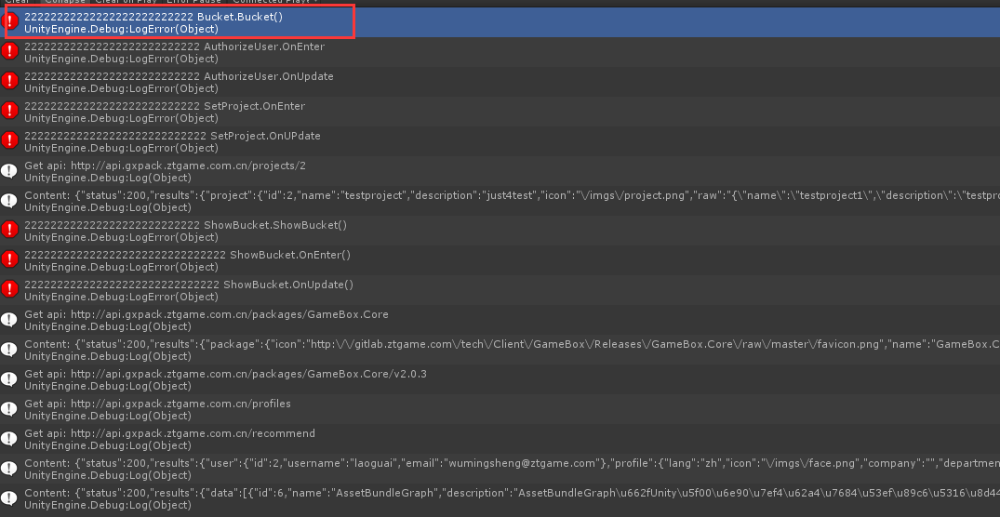 Clear Collapse Clear on Play Error Pause Connected Playe
22222222222222222222222222 Bucket.Bucket()
UnityEngine.Debug:LogError(Object)
222222222222222222222222222 AuthorizeUser.OnEnter
UnityEngine.Debug:LogError(Object)
222222222222222222222222222 AuthorizeUser.OnUpdate
UnityEngine.Debug:LogError(Object)
222222222222222222222222222 SetProject.OnEnter
UnityEngine.Debug:LogError(Object)
2222222222222222222222222222 SetProject.OnUPdate
UnityEngine.Debug:LogError(Object)
Get api: http://api.gxpack.ztgame.com.cn/projects/2
UnityEngine.Debug:Log(Object)
Content: {"status":200,"results":{"project":{"id":2,"name":"testproject","description":"just4test","icon":"\/imgs\/project.png","raw":"{\"name\":\"testproject1\",\"description\":\"testpro
UnityEngine.Debug:Log(Object)
222222222222222222222222222 ShowBucket.ShowBucket()
UnityEngine.Debug:LogError(Object)
2222222222222222222222222222222 ShowBucket.OnEnter()
UnityEngine.Debug:LogError(Object)
222222222222222222222222222222 ShowBucket.OnUpdate()
UnityEngine.Debug:LogError(Object)
Get api: http://api.gxpack.ztgame.com.cn/packages/GameBox.Core
UnityEngine.Debug:Log(Object)
Content: {"status":200,"results":{"package":{"icon":"http:\/\/gitlab.ztgame.com\/tech\/Client\/GameBox\/Releases\/GameBox.Core\/raw\/master\/favicon.png","name":"GameBox.C
UnityEngine.Debug:Log(Object)
Get api: http://api.gxpack.ztgame.com.cn/packages/GameBox.Core/v2.0.3
UnityEngine.Debug:Log(Object)
Get api: http://api.gxpack.ztgame.com.cn/profiles
UnityEngine.Debug:Log(Object)
Get api: http://api.gxpack.ztgame.com.cn/recommend
UnityEngine.Debug:Log(Object)
Content: {"status":200,"results":{"user":{"id":2,"username":"laoguai","email":"wumingsheng@ztgame.com"},"profile":{"lang":"zh","icon":"\/imgs\/face.png","company":"","departmen
UnityEngine.Debug:Log(Object)
Content: {"status":200,"results":{"data":[{"id":6,"name":"AssetBundleGraph","description":"AssetBundleGraph\u662fUnity\u5f00\u6e90\u7ef4\u62a4\u7684\u53ef\u89c6\u5316\u8d44
UnityEngine.Debug:Log(Object)